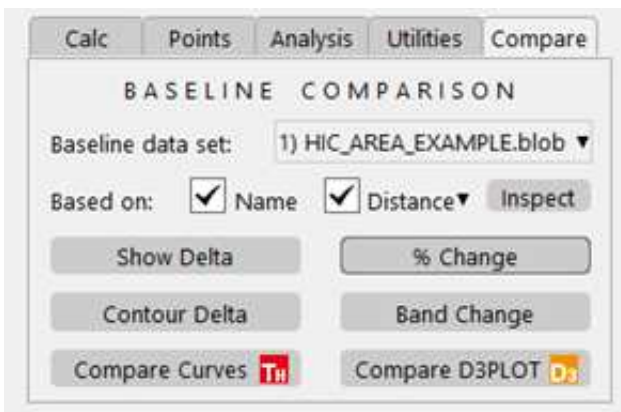 Calc Points Analysis Utilities Compare
BASELINE COMPARISON
Baseline data set: 1) HIC_AREA_EXAMPLE.blob
Based on: Name Distance Inspect
Show Delta % Change
Contour Delta Band Change
Compare Curves TH Compare D3PLOT D3